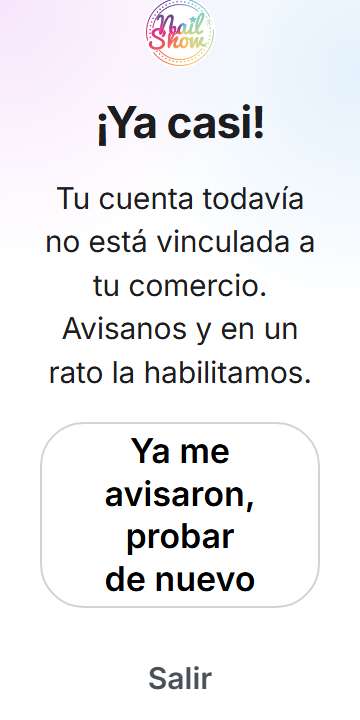 Nail
Show
¡Ya casi!
Tu cuenta todavía
no está vinculada a
tu comercio.
Avisanos y en un
rato la habilitamos.
Ya me
avisaron,
probar
de nuevo
Salir